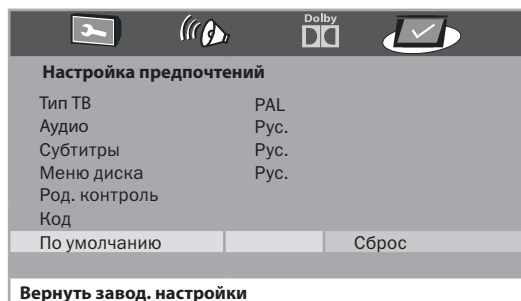 Dolby
Настройка предпочтений
Тип ТВ PAL
Аудио Рус.
Субтитры Рус.
Меню диска Рус.
Род. контроль
Код
По умолчанию Сброс
Вернуть завод. настройки